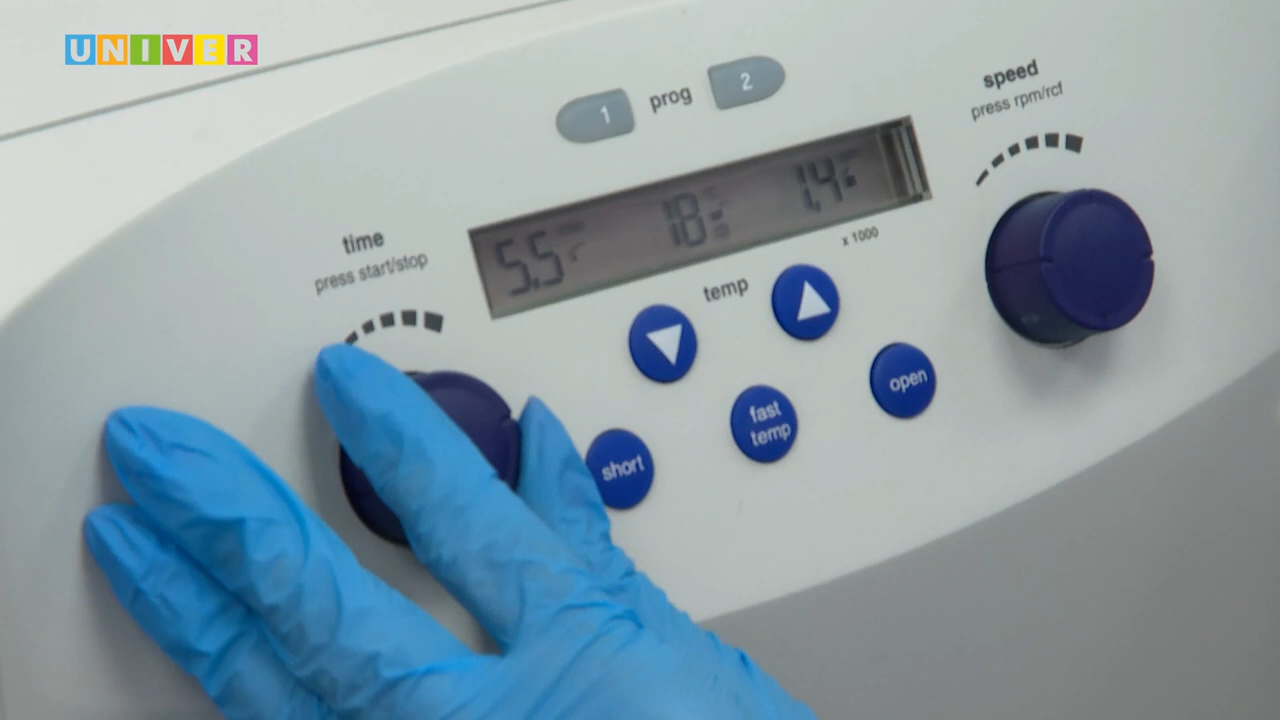 UNIVER
1 prog 2
speed
press rpm/rcf
5.5 18 1,4
x 1000
time
press start/stop
temp
open
fast
temp
short